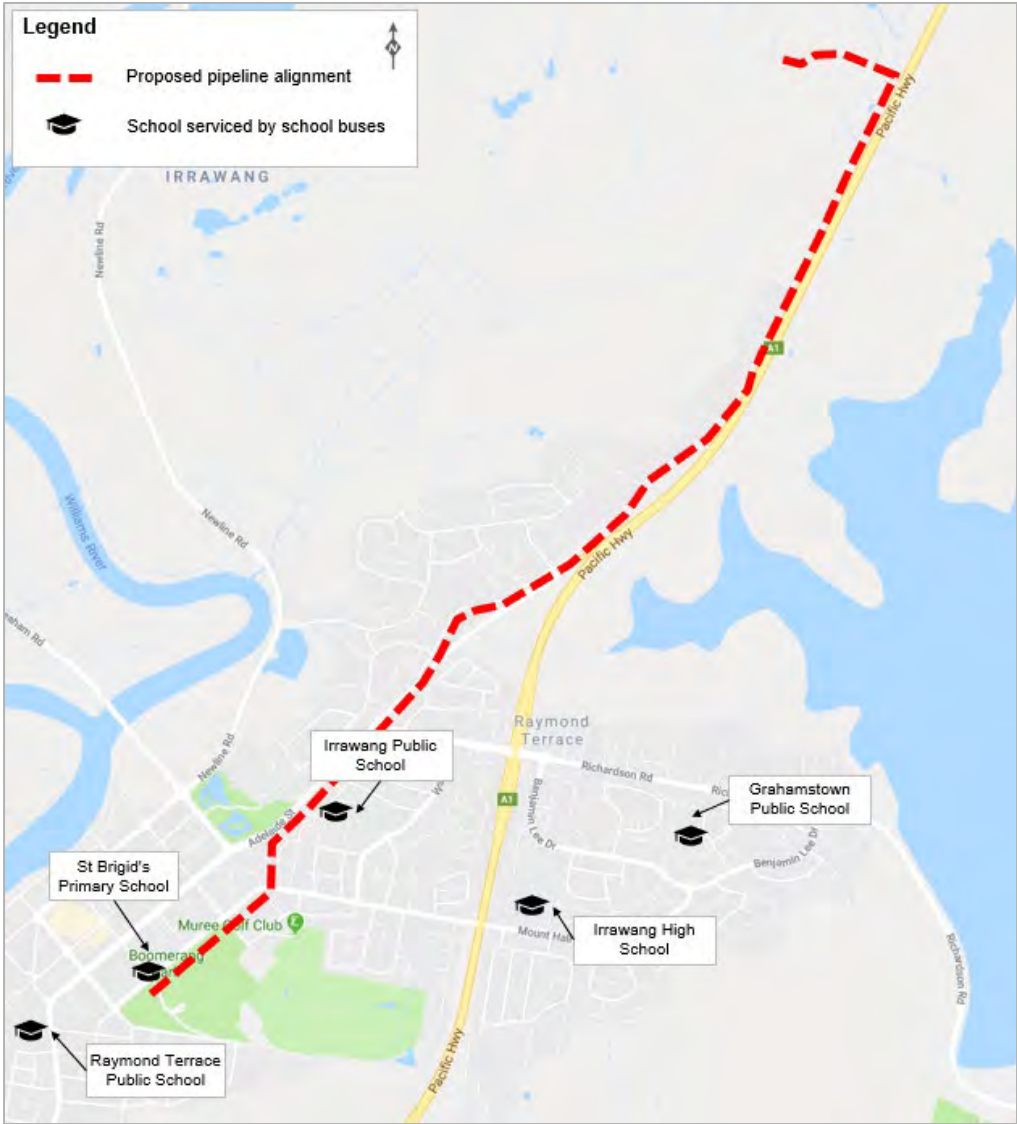 Legend
Proposed pipeline alignment
N
School serviced by school buses
Pacific Hwy
IRRAWANG
Newline Rd
A1
Williams River
Newline Rd
Pacific Hwy
Raymond
Terrace
Newline Rd
Irrawang Public
School
Richardson Rd
A1
Benjamin Lee Dr
Grahamstown
Public School
Adelaide St
Benjamin Lee Dr
St Brigid's
Primary School
Muree Golf Club
Irrawang High
School
Boomerang
Richardson Rd
Raymond Terrace
Public School
Pacific Hwy